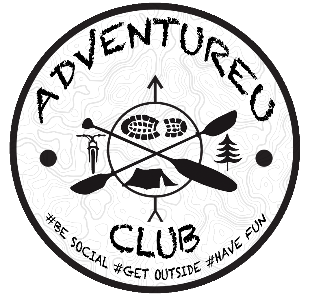 ADVENTUREU
CLUB
#BE SOCIAL #GET OUTSIDE #HAVE FUN